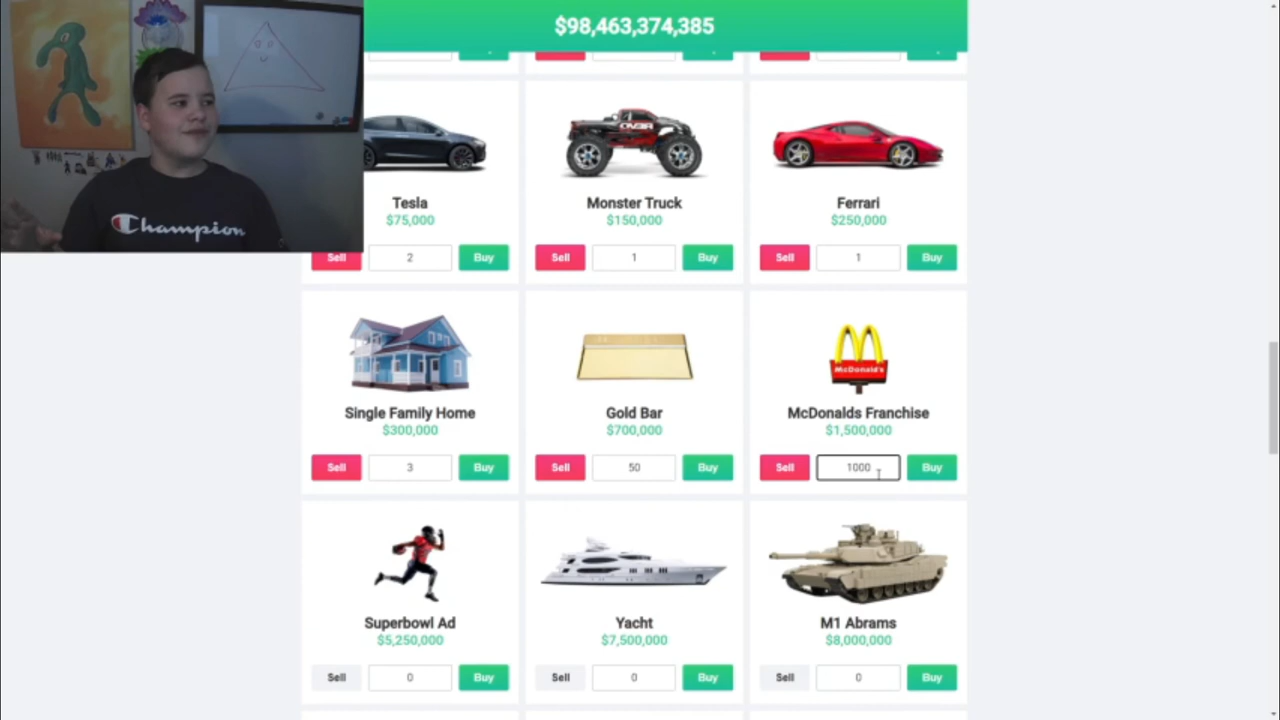 $98,463,374,385
Champion
Tesla
$75,000
Sell 2 Buy
OVER
Monster Truck
$150,000
Sell 1 Buy
Ferrari
$250,000
Sell 1 Buy
Single Family Home
$300,000
Sell 3 Buy
Gold Bar
$700,000
Sell 50 Buy
McDonald's
McDonalds Franchise
$1,500,000
Sell 1000 Buy
Superbowl Ad
$5,250,000
Sell 0 Buy
Yacht
$7,500,000
Sell 0 Buy
M1 Abrams
$8,000,000
Sell 0 Buy